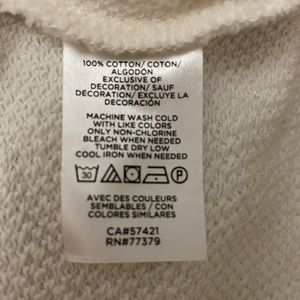 100% COTTON/ COTON/
ALGODÓN
EXCLUSIVE OF
DECORATION/ SAUF
DÉCORATION/ EXCLUYE LA
DECORACIÓN
MACHINE WASH COLD
WITH LIKE COLORS
ONLY NON-CHLORINE
BLEACH WHEN NEEDED
TUMBLE DRY LOW
COOL IRON WHEN NEEDED
30 P
AVEC DES COULEURS
SEMBLABLES / CON
COLORES SIMILARES
CA#57421
RN#77379